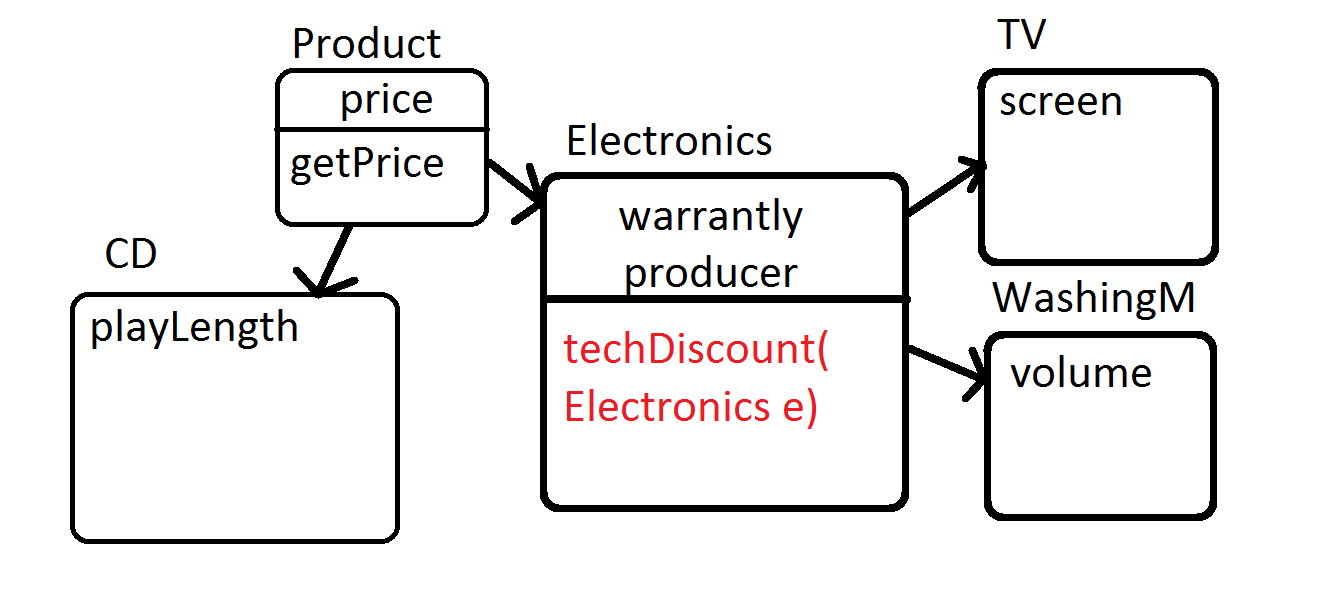 Product
price
getPrice
CD
playLength
Electronics
warrantly
producer
techDiscount(
Electronics e)
TV
screen
WashingM
volume